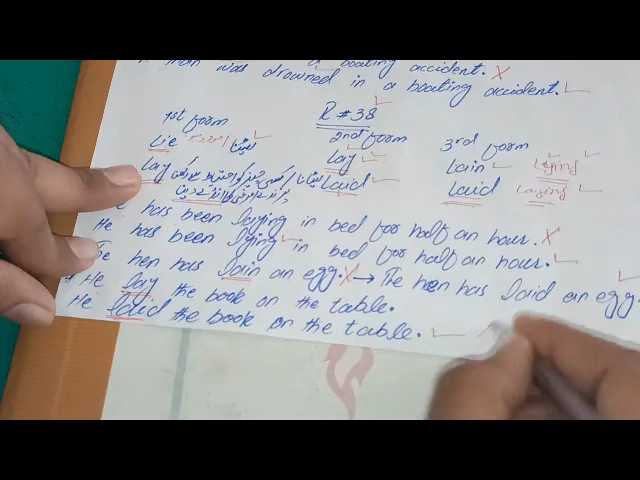 man was drowned in a boating accident. X
was drowned in a boating accident.
R # 38
1st form 2nd form 3rd form
Lie لیٹنا Lay Lain Lying
Lay لیٹانا Laid Laid Laying
has been laying in bed for half an hour. X
He has been lying in bed for half an hour.
The hen has lain an egg. X → The hen has laid an egg.
He lay the book on the table.
He laid the book on the table.